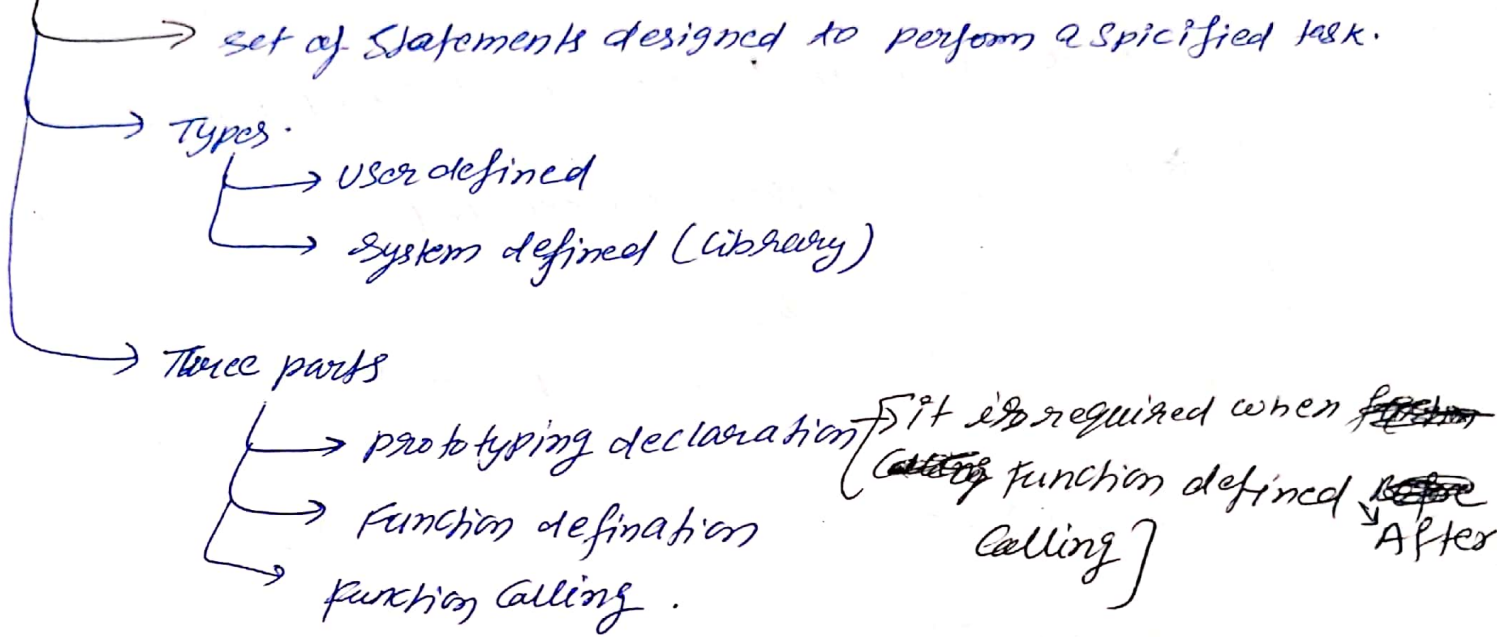 set of Statements designed to perform a spicified task.
Types.
User defined
System defined (Library)
Three parts
prototyping declaration [it is required when
Function defined After
Calling]
Function defination
Function Calling.